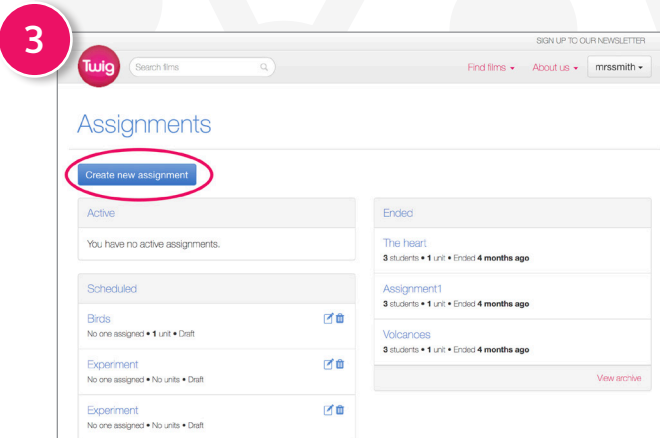 3
SIGN UP TO OUR NEWSLETTER
Twig
Search films
Find films
About us
mrssmith
Assignments
Create new assignment
Active
You have no active assignments.
Scheduled
Birds
No one assigned • 1 unit • Draft
Experiment
No one assigned • No units • Draft
Experiment
No one assigned • No units • Draft
Ended
The heart
3 students • 1 unit • Ended 4 months ago
Assignment1
3 students • 1 unit • Ended 4 months ago
Volcanoes
3 students • 1 unit • Ended 4 months ago
View archive